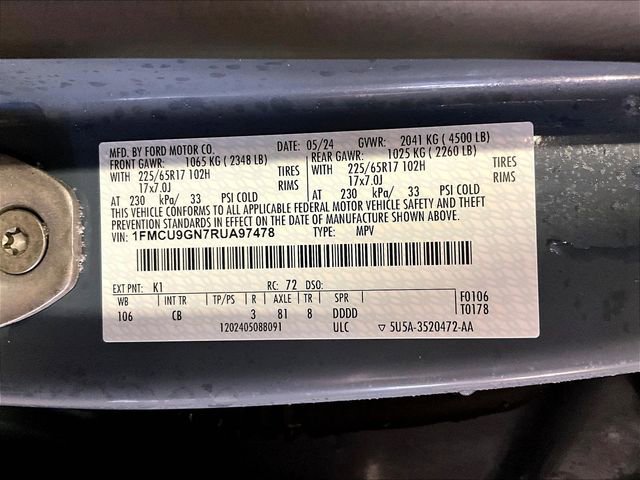 MFD. BY FORD MOTOR CO. DATE: 05/24 GVWR: 2041 KG ( 4500 LB)
FRONT GAWR: 1065 KG ( 2348 LB) REAR GAWR: 1025 KG ( 2260 LB)
WITH 225/65R17 102H TIRES WITH 225/65R17 102H TIRES
17x7.0J RIMS 17x7.0J RIMS
AT 230 kPa/ 33 PSI COLD AT 230 kPa/ 33 PSI COLD
THIS VEHICLE CONFORMS TO ALL APPLICABLE FEDERAL MOTOR VEHICLE SAFETY AND THEFT
PREVENTION STANDARDS IN EFFECT ON THE DATE OF MANUFACTURE SHOWN ABOVE.
VIN: 1FMCU9GN7RUA97478 TYPE: MPV
EXT PNT: K1 RC: 72 DSO:
WB INT TR TP/PS R AXLE TR SPR F0106
106 CB 3 81 8 DDDD T0178
120240508​8091 ULC ▽ 5U5A-3520472-AA